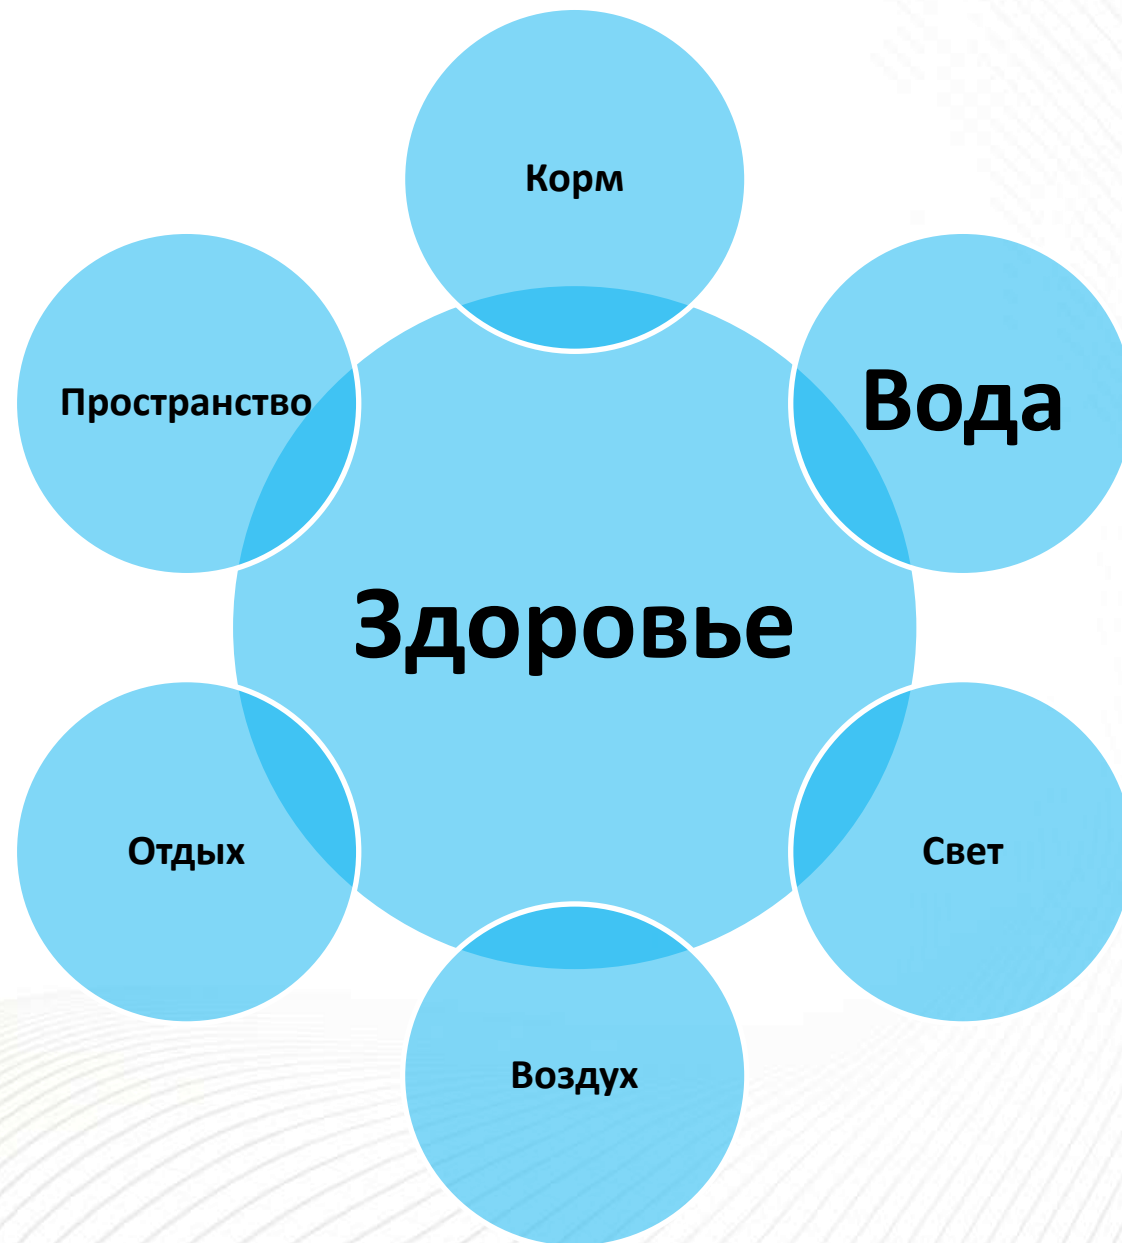 Корм
Пространство
Вода
Здоровье
Отдых
Свет
Воздух